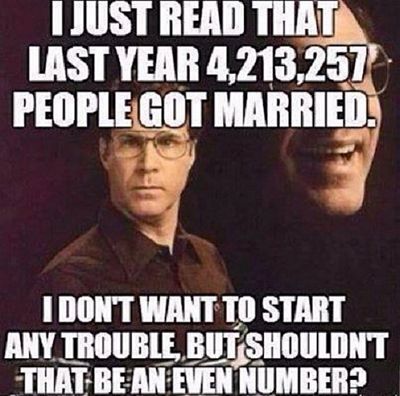 I JUST READ THAT
LAST YEAR 4,213,257
PEOPLE GOT MARRIED.
I DON'T WANT TO START
ANY TROUBLE, BUT SHOULDN'T
THAT BE AN EVEN NUMBER?